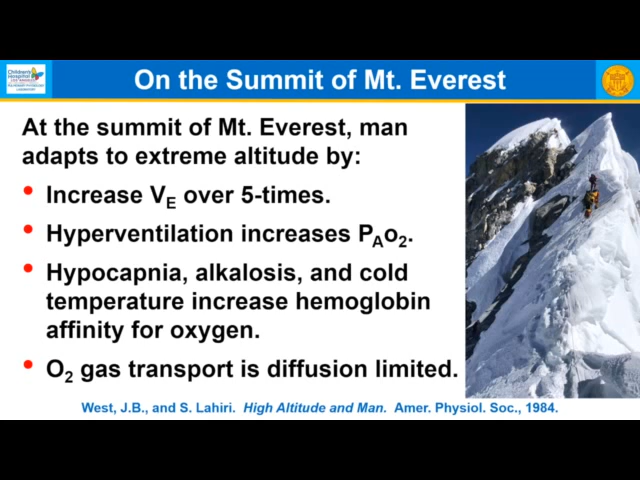 Children's
Hospital
On the Summit of Mt. Everest
At the summit of Mt. Everest, man
adapts to extreme altitude by:
• Increase VE over 5-times.
• Hyperventilation increases PAo2.
• Hypocapnia, alkalosis, and cold
temperature increase hemoglobin
affinity for oxygen.
• O2 gas transport is diffusion limited.
West, J.B., and S. Lahiri. High Altitude and Man. Amer. Physiol. Soc., 1984.